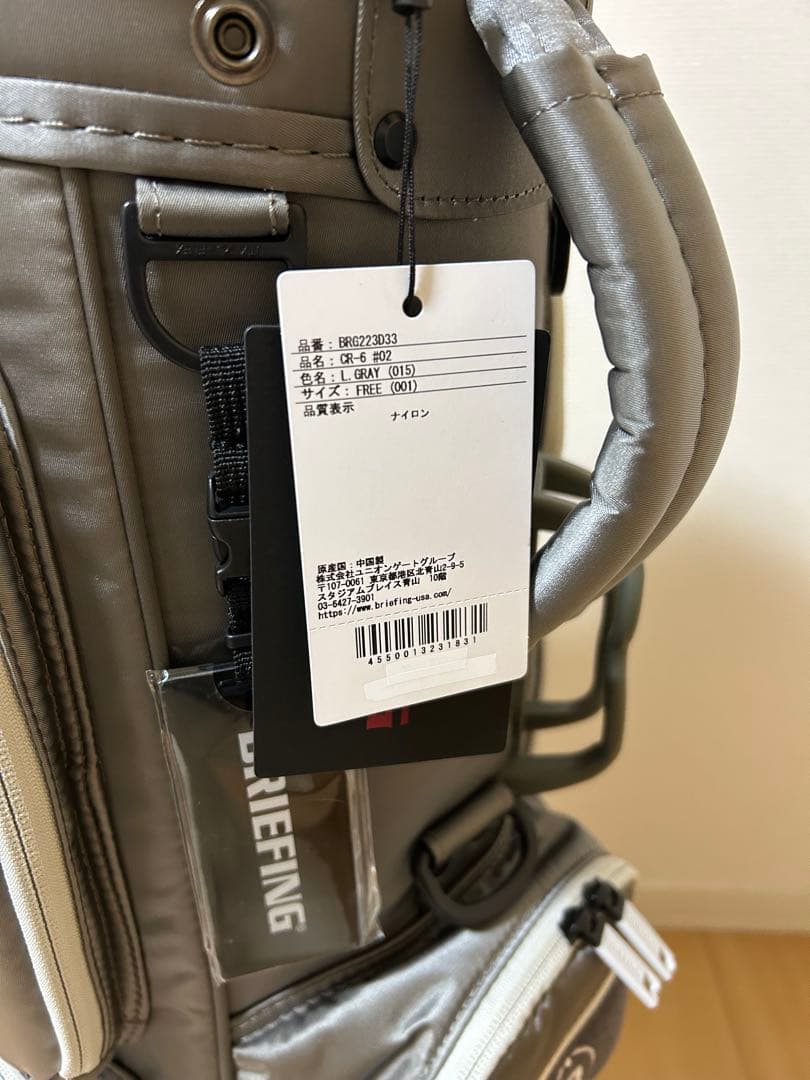 品番：BRG223D33
品名：CR-6 #02
色名：L.GRAY (015)
サイズ：FREE (001)
品質表示
ナイロン
原産国：中国製
株式会社ユニオンゲートグループ
〒107-0061 東京都港区北青山2-9-5
スタジアムプレイス青山 10階
03-6427-3901
https://www.briefing-usa.com/
4550013231831
BRIEFING®